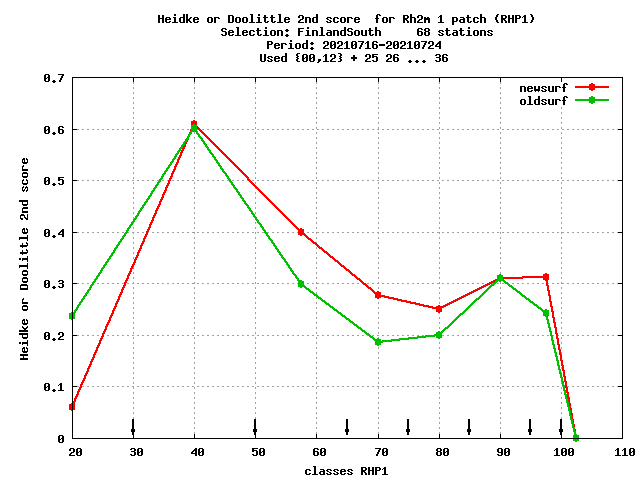 Heidke or Doolittle 2nd score  for Rh2m 1 patch (RHP1)
Selection: FinlandSouth     68 stations
Period: 20210716-20210724
Used {00,12} + 25 26 ... 36
newsurf
oldsurf
Heidke or Doolittle 2nd score
0.7
0.6
0.5
0.4
0.3
0.2
0.1
0
20 30 40 50 60 70 80 90 100 110
classes RHP1